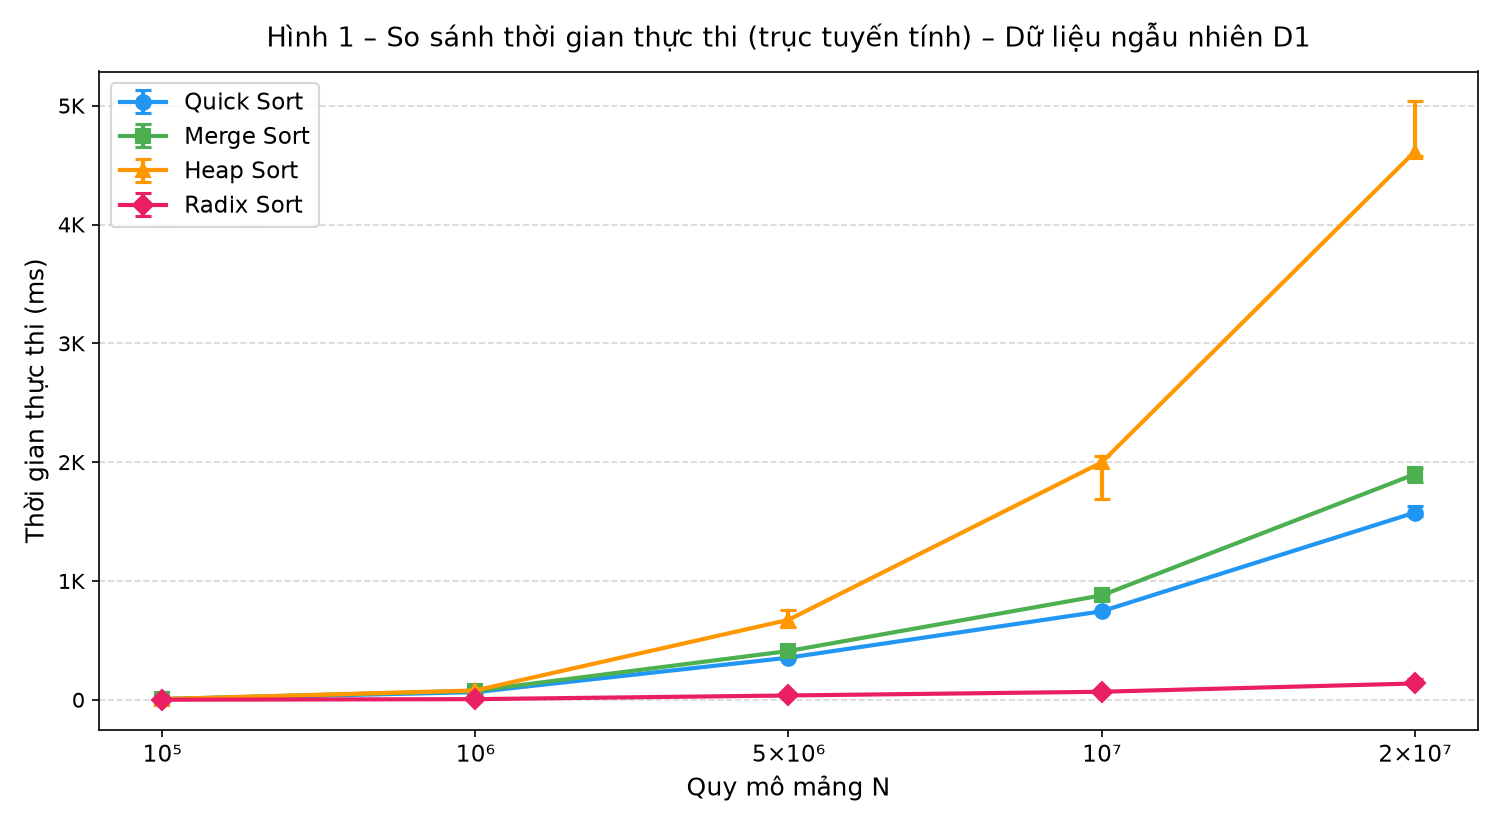 Hình 1 – So sánh thời gian thực thi (trục tuyến tính) – Dữ liệu ngẫu nhiên D1
Quick Sort
Merge Sort
Heap Sort
Radix Sort
Thời gian thực thi (ms)
5K
4K
3K
2K
1K
0
10⁵
10⁶
5×10⁶
10⁷
2×10⁷
Quy mô mảng N